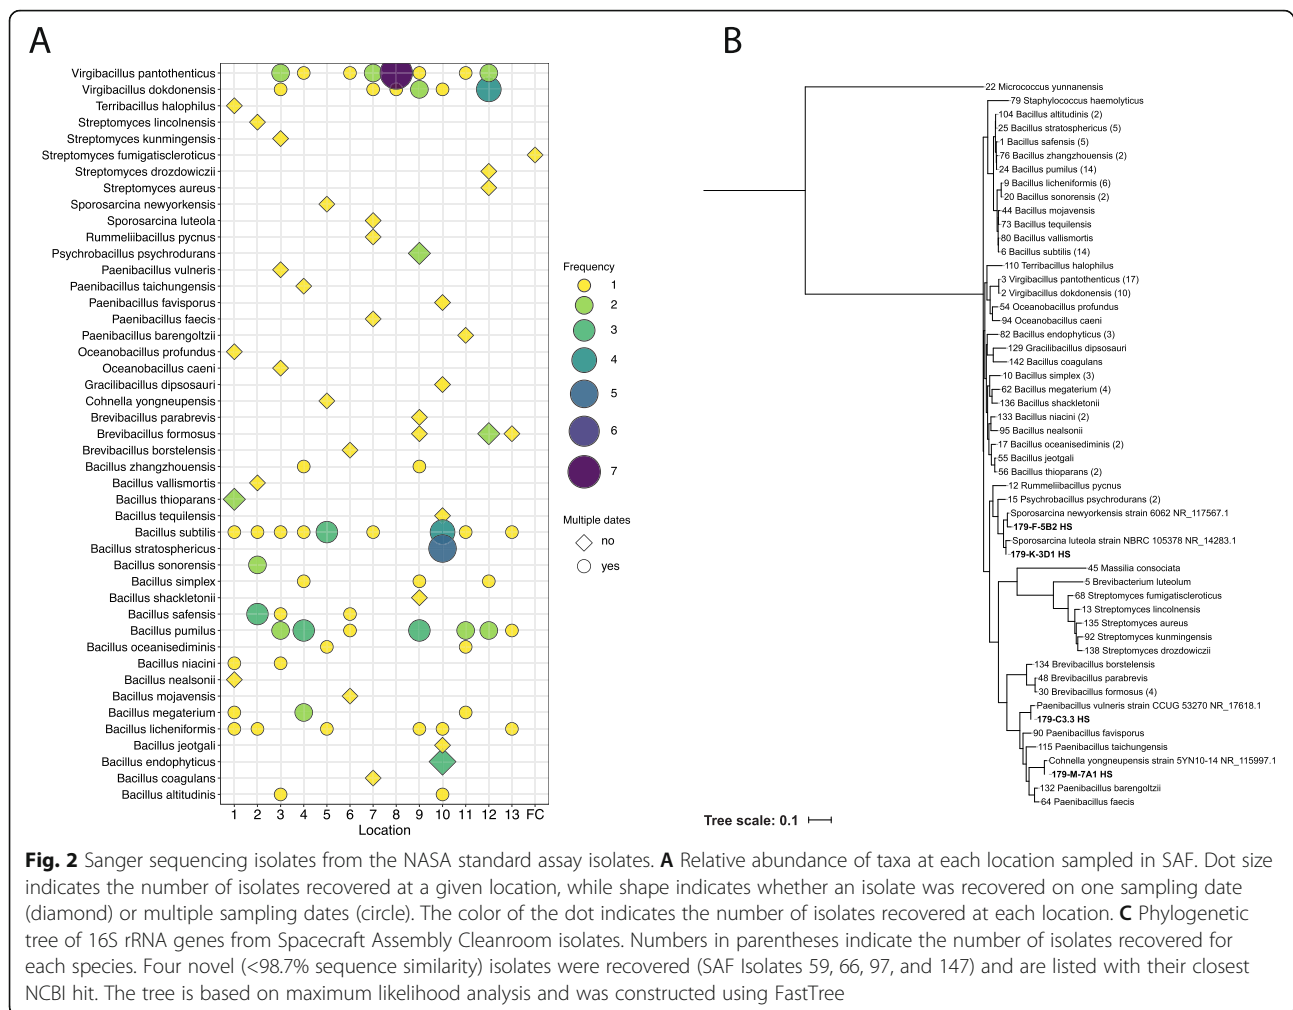 A
B
Virgibacillus pantothenticus
Virgibacillus dokdonensis
Terribacillus halophilus
Streptomyces lincolnensis
Streptomyces kunmingensis
Streptomyces fumigatiscleroticus
Streptomyces drozdowiczii
Streptomyces aureus
Sporosarcina newyorkensis
Sporosarcina luteola
Rummeliibacillus pycnus
Psychrobacillus psychrodurans
Paenibacillus vulneris
Paenibacillus taichungensis
Paenibacillus favisporus
Paenibacillus faecis
Paenibacillus barengoltzii
Oceanobacillus profundus
Oceanobacillus caeni
Gracilibacillus dipsosauri
Cohnella yongneupensis
Brevibacillus parabrevis
Brevibacillus formosus
Brevibacillus borstelensis
Bacillus zhangzhouensis
Bacillus vallismortis
Bacillus thioparans
Bacillus tequilensis
Bacillus subtilis
Bacillus stratosphericus
Bacillus sonorensis
Bacillus simplex
Bacillus shackletonii
Bacillus safensis
Bacillus pumilus
Bacillus oceanisediminis
Bacillus niacini
Bacillus nealsonii
Bacillus mojavensis
Bacillus megaterium
Bacillus licheniformis
Bacillus jeotgali
Bacillus endophyticus
Bacillus coagulans
Bacillus altitudinis
1 2 3 4 5 6 7 8 9 10 11 12 13 FC
Location
Frequency
1
2
3
4
5
6
7
Multiple dates
no
yes
22 Micrococcus yunnanensis
79 Staphylococcus haemolyticus
104 Bacillus altitudinis (2)
25 Bacillus stratosphericus (5)
1 Bacillus safensis (5)
76 Bacillus zhangzhouensis (2)
24 Bacillus pumilus (14)
9 Bacillus licheniformis (6)
20 Bacillus sonorensis (2)
44 Bacillus mojavensis
73 Bacillus tequilensis
80 Bacillus vallismortis
6 Bacillus subtilis (14)
110 Terribacillus halophilus
3 Virgibacillus pantothenticus (17)
2 Virgibacillus dokdonensis (10)
54 Oceanobacillus profundus
94 Oceanobacillus caeni
82 Bacillus endophyticus (3)
129 Gracilibacillus dipsosauri
142 Bacillus coagulans
10 Bacillus simplex (3)
62 Bacillus megaterium (4)
136 Bacillus shackletonii
133 Bacillus niacini (2)
95 Bacillus nealsonii
17 Bacillus oceanisediminis (2)
55 Bacillus jeotgali
56 Bacillus thioparans (2)
12 Rummeliibacillus pycnus
15 Psychrobacillus psychrodurans (2)
Sporosarcina newyorkensis strain 6062 NR_117567.1
179-F-5B2 HS
Sporosarcina luteola strain NBRC 105378 NR_14283.1
179-K-3D1 HS
45 Massilia consociata
5 Brevibacterium luteolum
68 Streptomyces fumigatiscleroticus
13 Streptomyces lincolnensis
135 Streptomyces aureus
92 Streptomyces kunmingensis
138 Streptomyces drozdowiczii
134 Brevibacillus borstelensis
48 Brevibacillus parabrevis
30 Brevibacillus formosus (4)
Paenibacillus vulneris strain CCUG 53270 NR_17618.1
179-C3.3 HS
90 Paenibacillus favisporus
115 Paenibacillus taichungensis
Cohnella yongneupensis strain 5YN10-14 NR_115997.1
179-M-7A1 HS
132 Paenibacillus barengoltzii
64 Paenibacillus faecis
Tree scale: 0.1
Fig. 2 Sanger sequencing isolates from the NASA standard assay isolates. A Relative abundance of taxa at each location sampled in SAF. Dot size
indicates the number of isolates recovered at a given location, while shape indicates whether an isolate was recovered on one sampling date
(diamond) or multiple sampling dates (circle). The color of the dot indicates the number of isolates recovered at each location. C Phylogenetic
tree of 16S rRNA genes from Spacecraft Assembly Cleanroom isolates. Numbers in parentheses indicate the number of isolates recovered for
each species. Four novel (<98.7% sequence similarity) isolates were recovered (SAF Isolates 59, 66, 97, and 147) and are listed with their closest
NCBI hit. The tree is based on maximum likelihood analysis and was constructed using FastTree